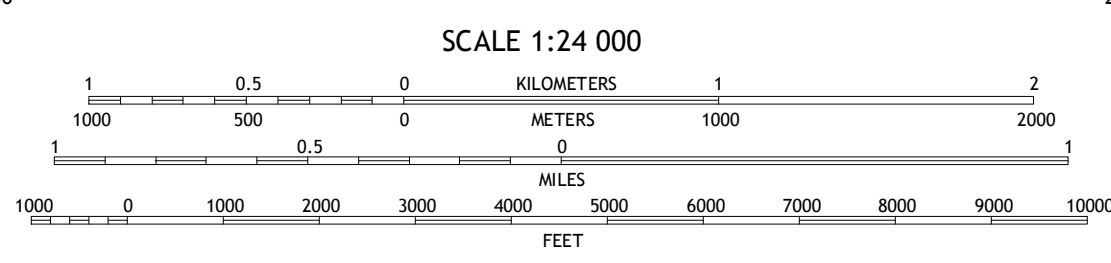 SCALE 1:24 000
1 0.5 0 KILOMETERS 1 2
1000 500 0 METERS 1000 2000
1 0.5 0 1
MILES
1000 0 1000 2000 3000 4000 5000 6000 7000 8000 9000 10000
FEET